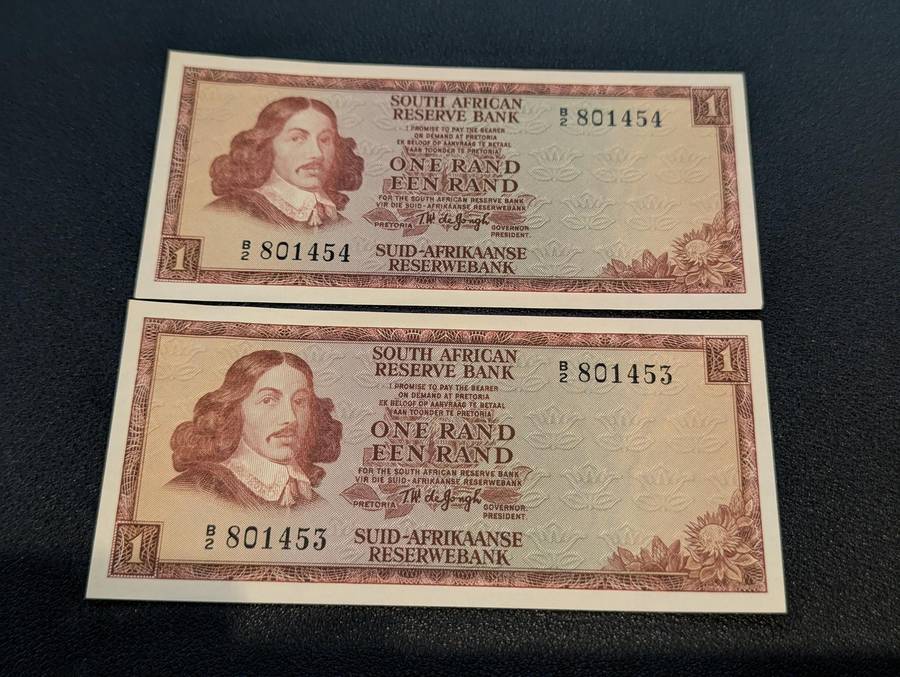 SOUTH AFRICAN
RESERVE BANK
B/2 801454
1
I PROMISE TO PAY THE BEARER
ON DEMAND AT PRETORIA
EK BELOOF OP AANVRAAG TE BETAAL
AAN TOONDER TE PRETORIA
ONE RAND
EEN RAND
FOR THE SOUTH AFRICAN RESERVE BANK
VIR DIE SUID-AFRIKAANSE RESERWEBANK
T.W. de Jongh
PRETORIA
GOVERNOR
PRESIDENT.
1
B/2 801454
SUID-AFRIKAANSE
RESERWEBANK
SOUTH AFRICAN
RESERVE BANK
B/2 801453
1
I PROMISE TO PAY THE BEARER
ON DEMAND AT PRETORIA
EK BELOOF OP AANVRAAG TE BETAAL
AAN TOONDER TE PRETORIA
ONE RAND
EEN RAND
FOR THE SOUTH AFRICAN RESERVE BANK
VIR DIE SUID-AFRIKAANSE RESERWEBANK
T.W. de Jongh
PRETORIA
GOVERNOR.
PRESIDENT.
1
B/2 801453
SUID-AFRIKAANSE
RESERWEBANK